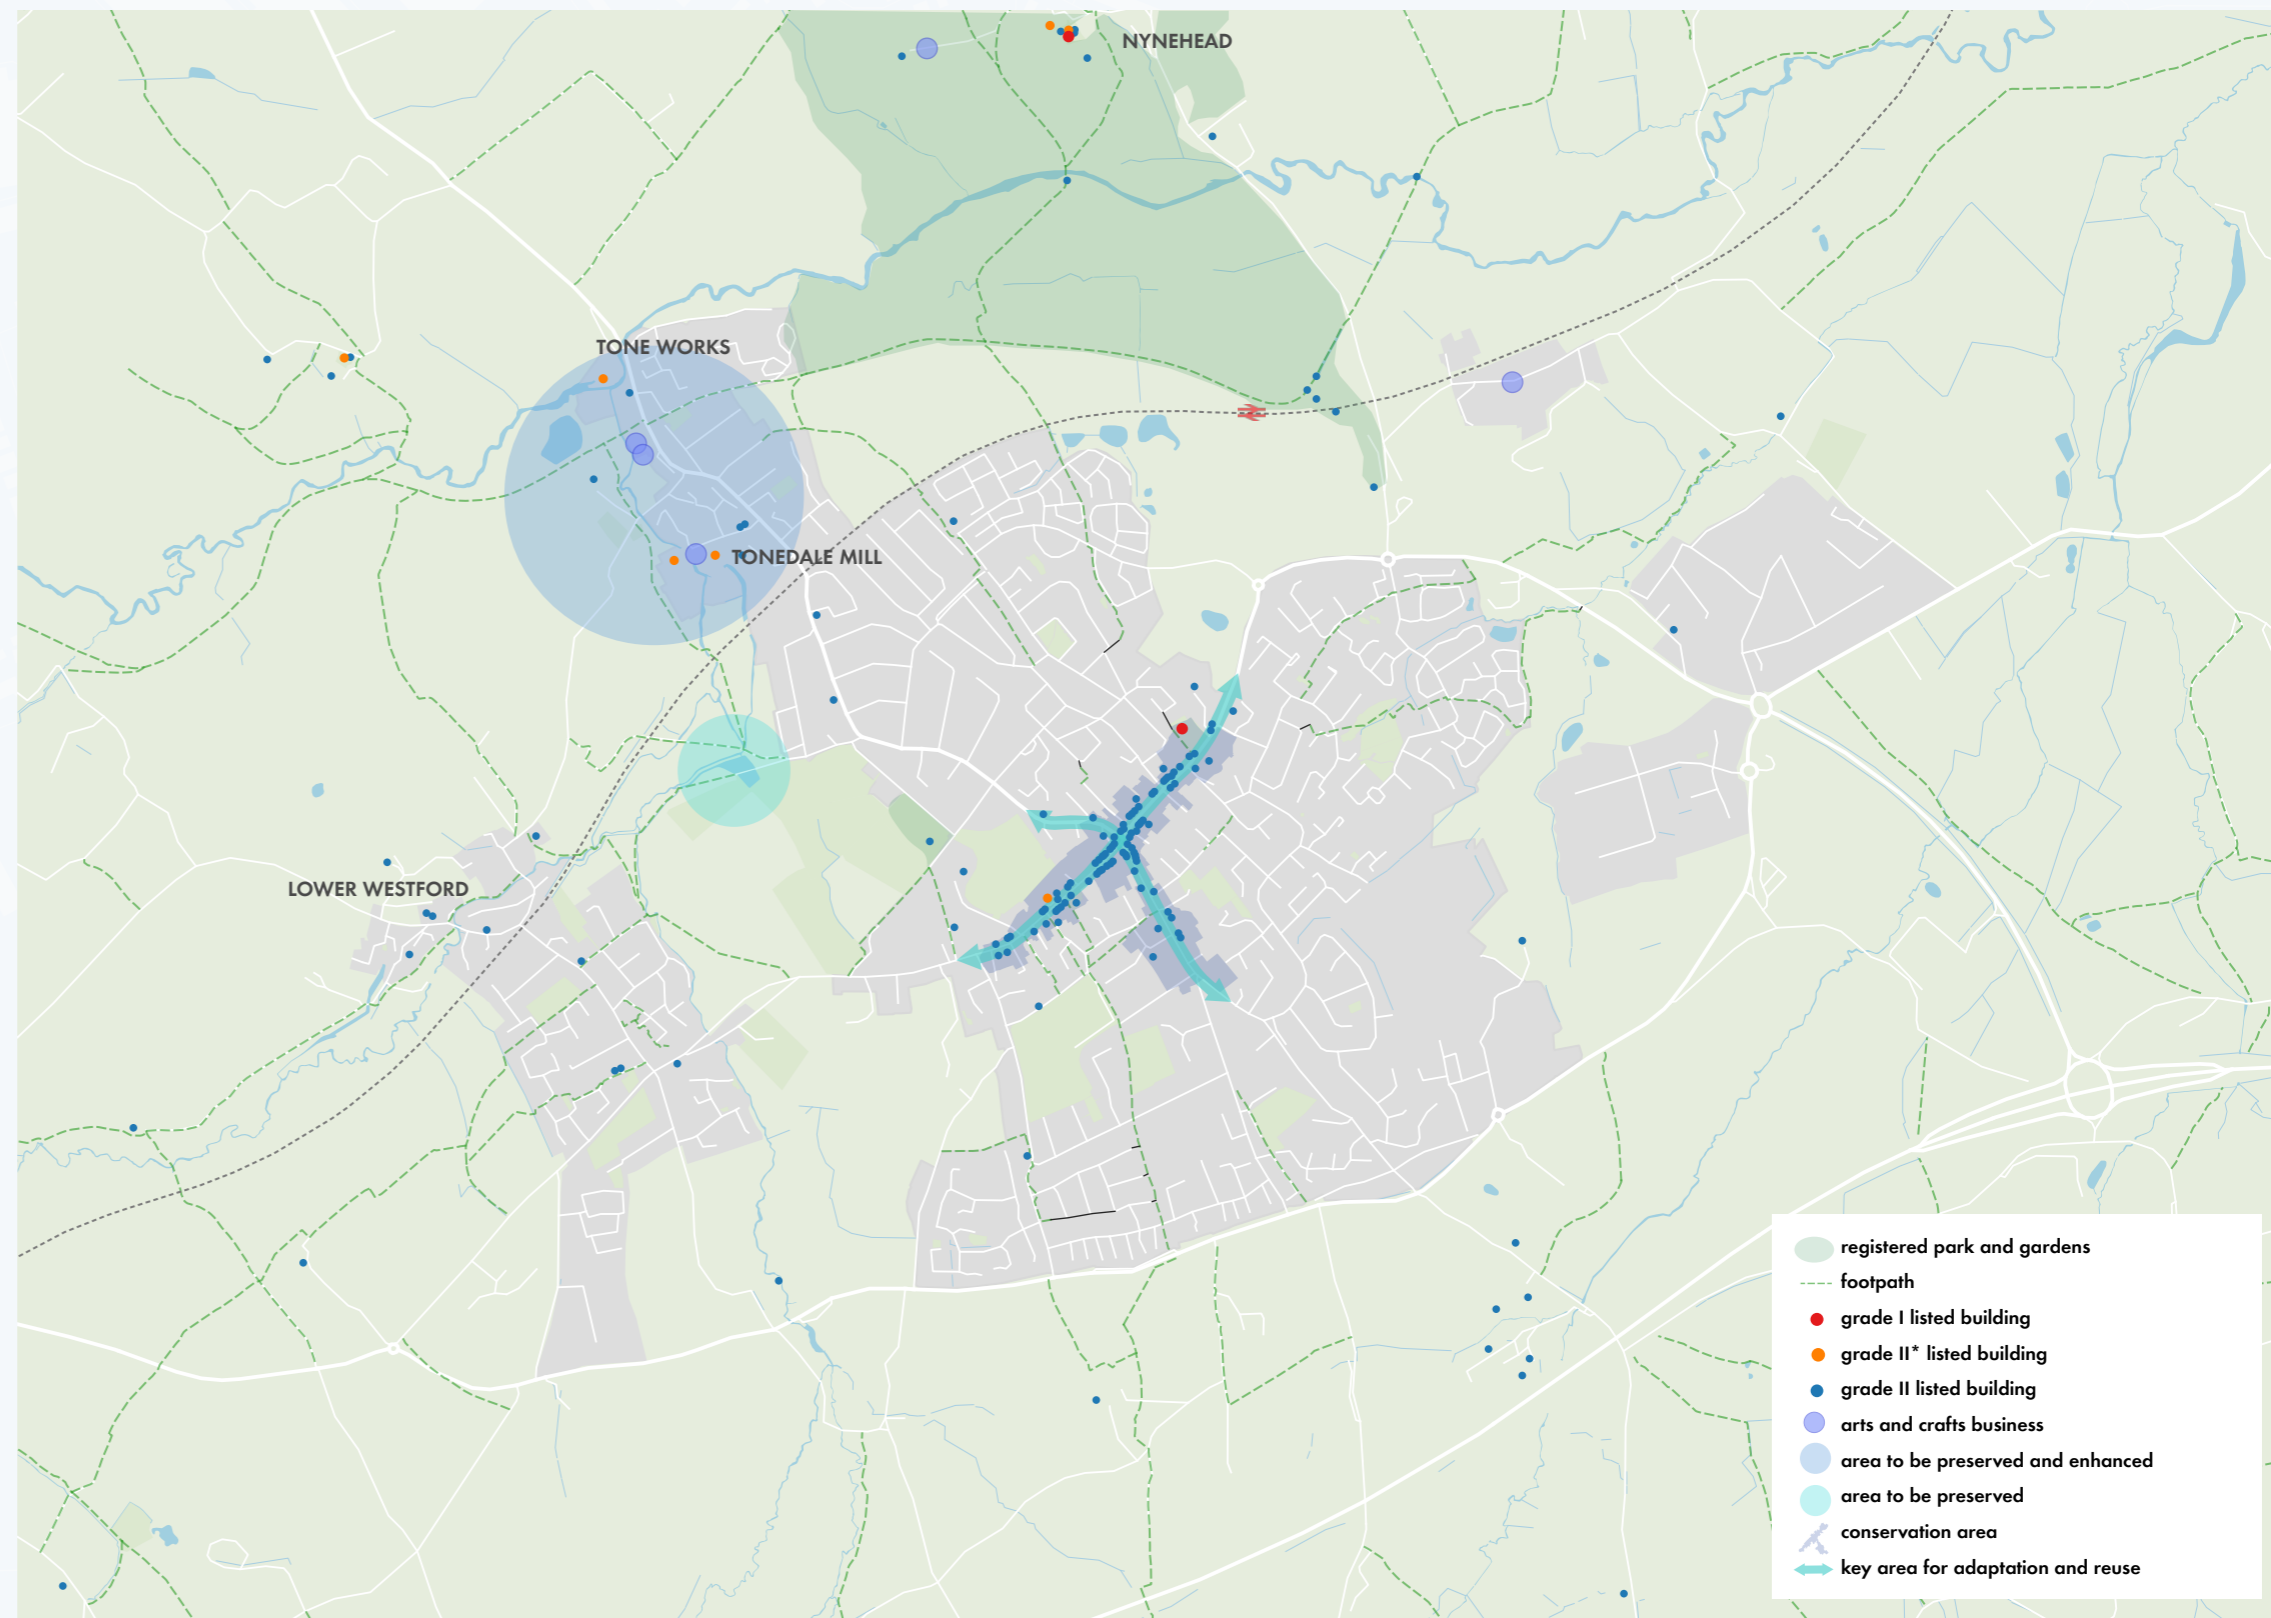 NYNEHEAD
TONE WORKS
TONEDALE MILL
LOWER WESTFORD
registered park and gardens
footpath
grade I listed building
grade II* listed building
grade II listed building
arts and crafts business
area to be preserved and enhanced
area to be preserved
conservation area
key area for adaptation and reuse